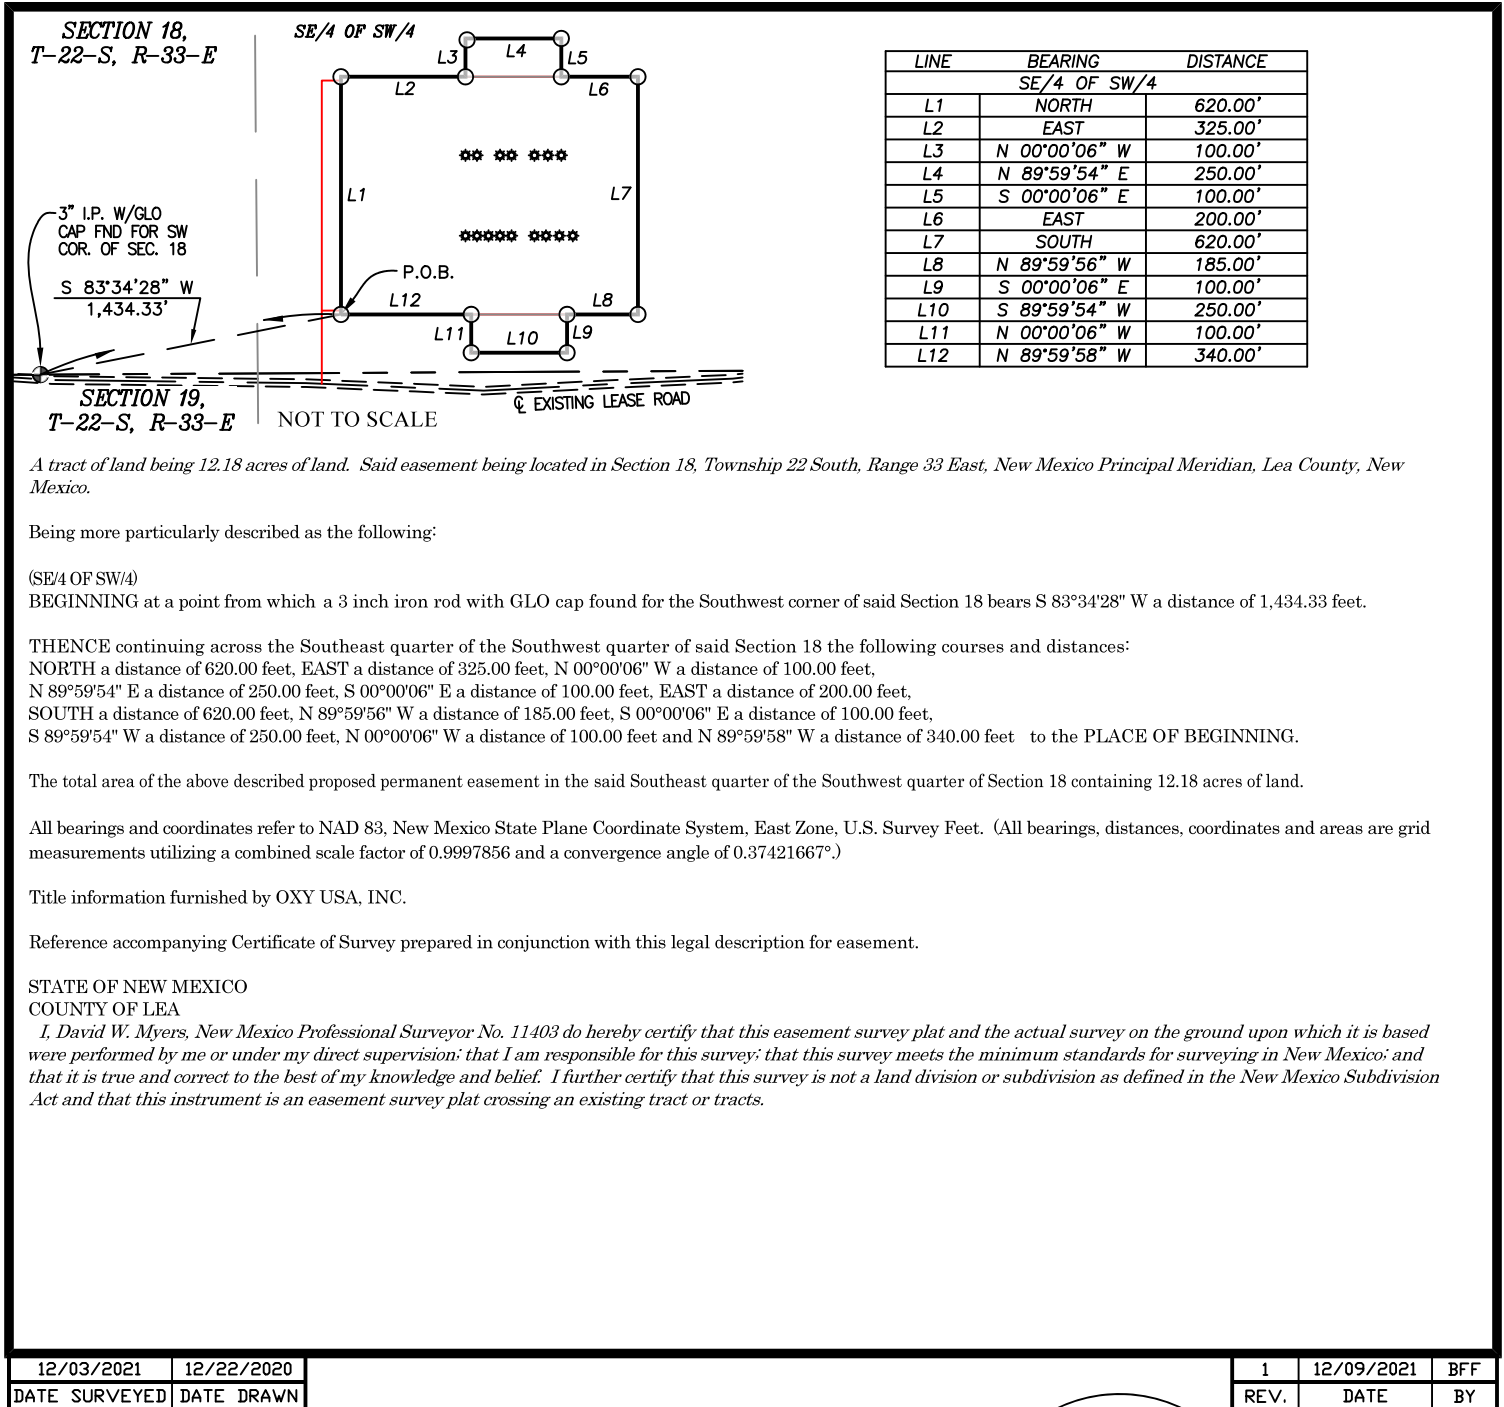 SECTION 18,
T-22-S, R-33-E
SE/4 OF SW/4
L3
L4
L5
L2
L6
L1
L7
3" I.P. W/GLO
CAP FND FOR SW
COR. OF SEC. 18
S 83°34'28" W
1,434.33'
P.O.B.
L12
L8
L11
L10
L9
SECTION 19,
T-22-S, R-33-E
NOT TO SCALE
℄ EXISTING LEASE ROAD
LINE BEARING DISTANCE
SE/4 OF SW/4
L1 NORTH 620.00'
L2 EAST 325.00'
L3 N 00°00'06" W 100.00'
L4 N 89°59'54" E 250.00'
L5 S 00°00'06" E 100.00'
L6 EAST 200.00'
L7 SOUTH 620.00'
L8 N 89°59'56" W 185.00'
L9 S 00°00'06" E 100.00'
L10 S 89°59'54" W 250.00'
L11 N 00°00'06" W 100.00'
L12 N 89°59'58" W 340.00'
A tract of land being 12.18 acres of land. Said easement being located in Section 18, Township 22 South, Range 33 East, New Mexico Principal Meridian, Lea County, New
Mexico.
Being more particularly described as the following:
(SE/4 OF SW/4)
BEGINNING at a point from which a 3 inch iron rod with GLO cap found for the Southwest corner of said Section 18 bears S 83°34'28" W a distance of 1,434.33 feet.
THENCE continuing across the Southeast quarter of the Southwest quarter of said Section 18 the following courses and distances:
NORTH a distance of 620.00 feet, EAST a distance of 325.00 feet, N 00°00'06" W a distance of 100.00 feet,
N 89°59'54" E a distance of 250.00 feet, S 00°00'06" E a distance of 100.00 feet, EAST a distance of 200.00 feet,
SOUTH a distance of 620.00 feet, N 89°59'56" W a distance of 185.00 feet, S 00°00'06" E a distance of 100.00 feet,
S 89°59'54" W a distance of 250.00 feet, N 00°00'06" W a distance of 100.00 feet and N 89°59'58" W a distance of 340.00 feet to the PLACE OF BEGINNING.
The total area of the above described proposed permanent easement in the said Southeast quarter of the Southwest quarter of Section 18 containing 12.18 acres of land.
All bearings and coordinates refer to NAD 83, New Mexico State Plane Coordinate System, East Zone, U.S. Survey Feet. (All bearings, distances, coordinates and areas are grid
measurements utilizing a combined scale factor of 0.9997856 and a convergence angle of 0.37421667°.)
Title information furnished by OXY USA, INC.
Reference accompanying Certificate of Survey prepared in conjunction with this legal description for easement.
STATE OF NEW MEXICO
COUNTY OF LEA
I, David W. Myers, New Mexico Professional Surveyor No. 11403 do hereby certify that this easement survey plat and the actual survey on the ground upon which it is based
were performed by me or under my direct supervision; that I am responsible for this survey; that this survey meets the minimum standards for surveying in New Mexico; and
that it is true and correct to the best of my knowledge and belief. I further certify that this survey is not a land division or subdivision as defined in the New Mexico Subdivision
Act and that this instrument is an easement survey plat crossing an existing tract or tracts.
12/03/2021 12/22/2020
DATE SURVEYED DATE DRAWN
1 12/09/2021 BFF
REV. DATE BY